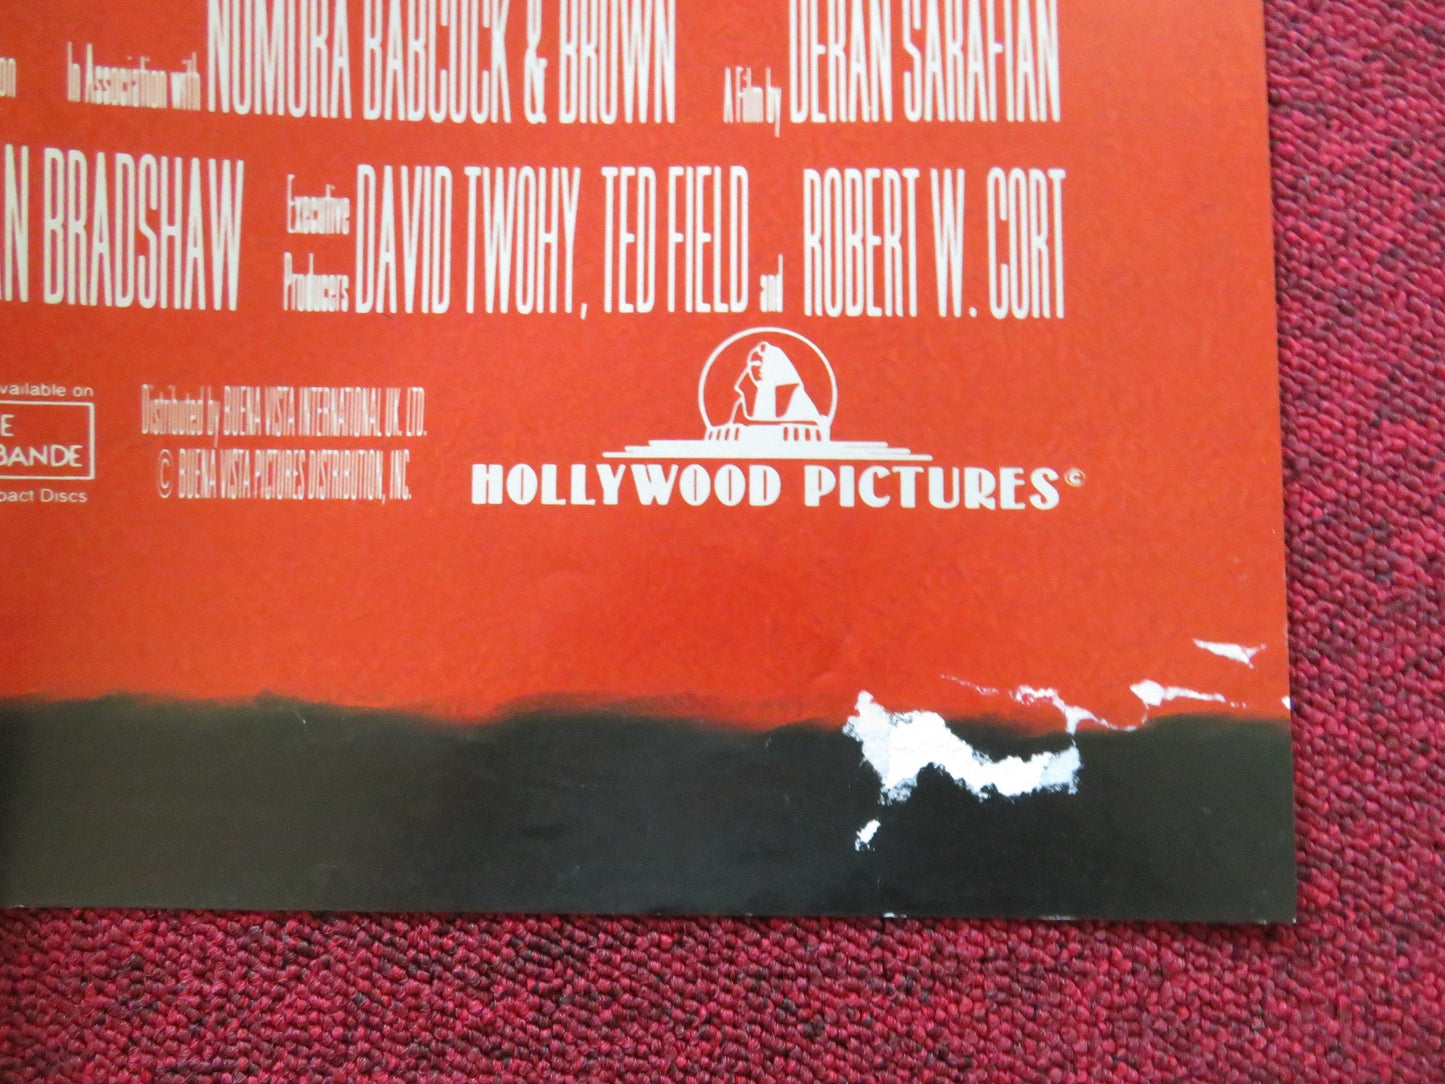 on In Association with NOMURA BABCOCK & BROWN A Film by DERAN SARAFIAN
N BRADSHAW Executive Producers DAVID TWOHY, TED FIELD and ROBERT W. CORT
vailable on
E
BANDE
pact Discs
Distributed by BUENA VISTA INTERNATIONAL UK. LTD.
© BUENA VISTA PICTURES DISTRIBUTION, INC.
HOLLYWOOD PICTURES ©